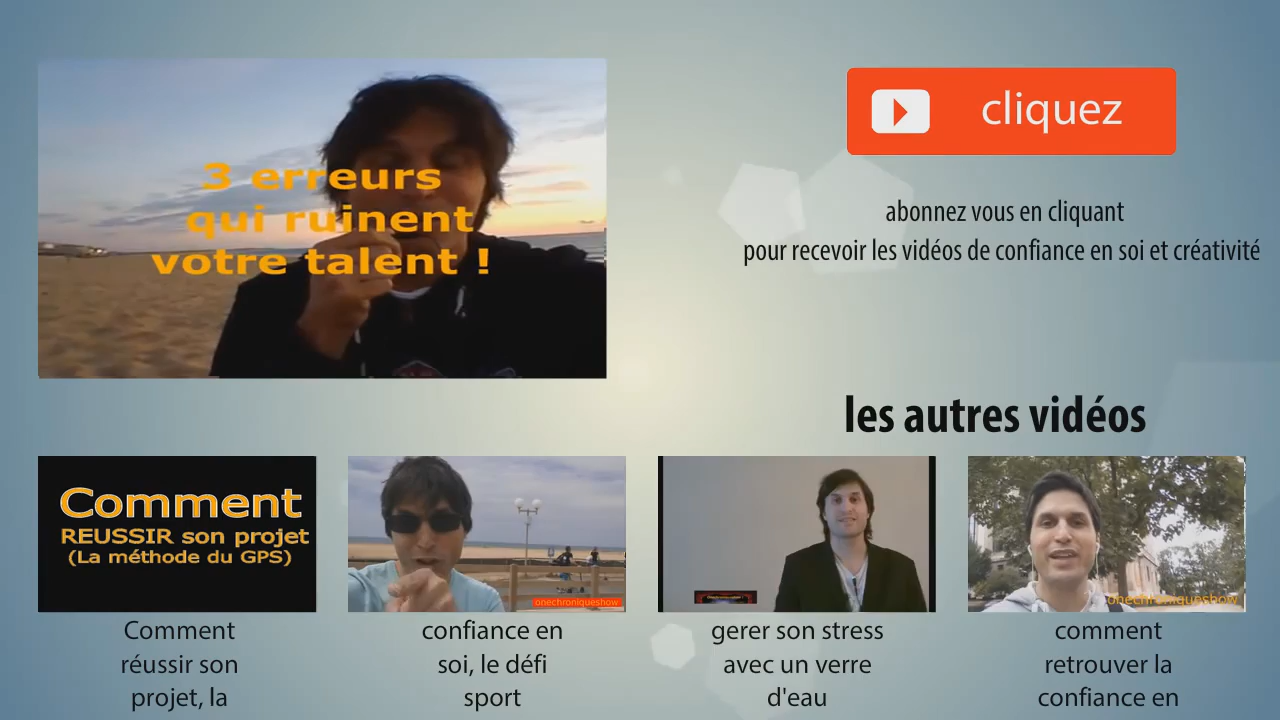 3 erreurs
qui ruinent
votre talent !
cliquez
abonnez vous en cliquant
pour recevoir les vidéos de confiance en soi et créativité
les autres vidéos
Comment
REUSSIR son projet
(La méthode du GPS)
onechroniqueshow
onechroniqueshow
Comment
réussir son
projet, la
confiance en
soi, le défi
sport
gerer son stress
avec un verre
d'eau
comment
retrouver la
confiance en